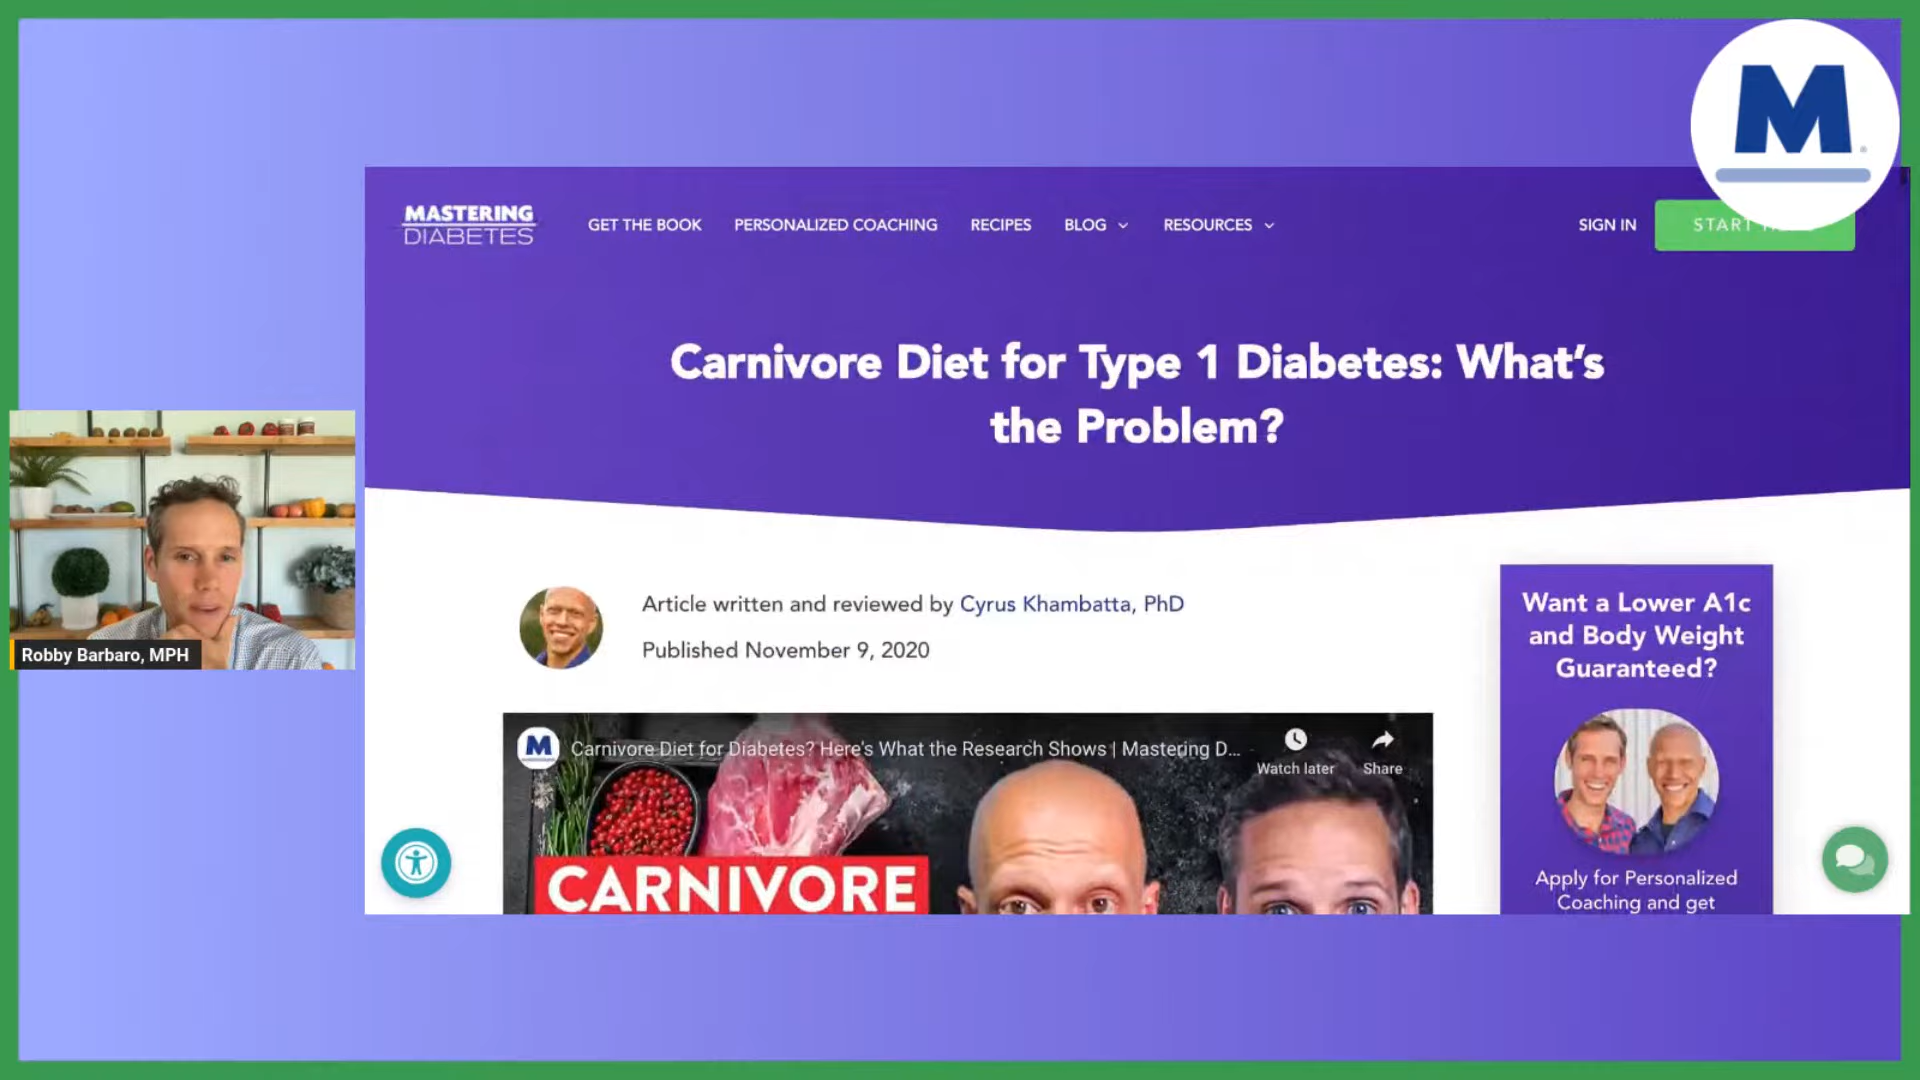 M
MASTERING
DIABETES
GET THE BOOK
PERSONALIZED COACHING
RECIPES
BLOG
RESOURCES
SIGN IN
START
Carnivore Diet for Type 1 Diabetes: What's
the Problem?
Robby Barbaro, MPH
Article written and reviewed by Cyrus Khambatta, PhD
Published November 9, 2020
Want a Lower A1c
and Body Weight
Guaranteed?
M
Carnivore Diet for Diabetes? Here's What the Research Shows | Mastering D...
Watch later
Share
CARNIVORE
Apply for Personalized
Coaching and get